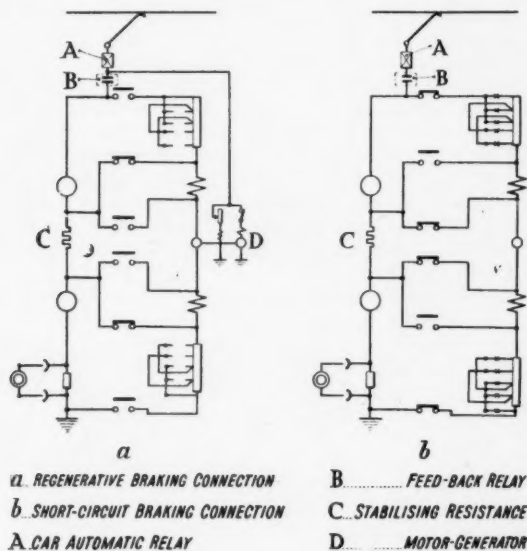 A
B
C
D
A
B
C
a
b
a REGENERATIVE BRAKING CONNECTION
b SHORT-CIRCUIT BRAKING CONNECTION
A CAR AUTOMATIC RELAY
B FEED-BACK RELAY
C STABILISING RESISTANCE
D MOTOR-GENERATOR